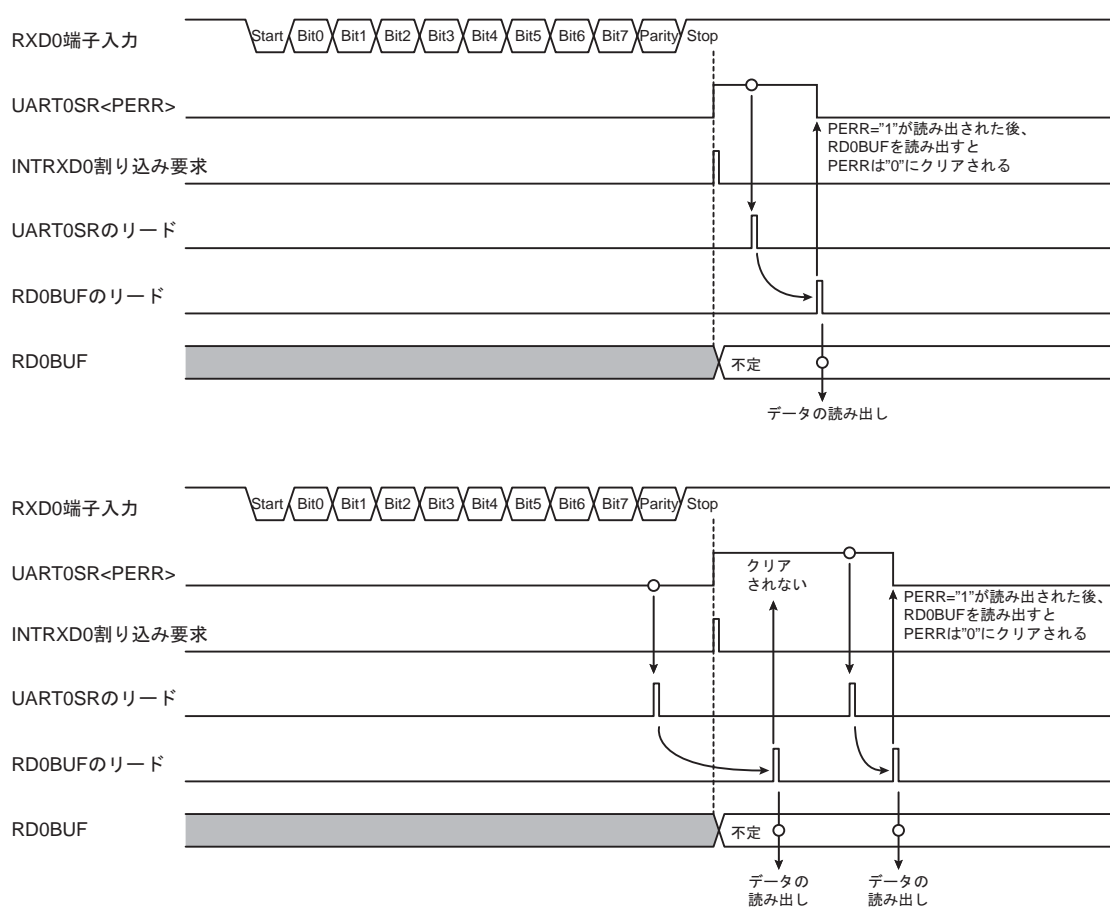 RXD0端子入力
Start Bit0 Bit1 Bit2 Bit3 Bit4 Bit5 Bit6 Bit7 Parity Stop
UART0SR<PERR>
PERR="1"が読み出された後、
RD0BUFを読み出すと
PERRは"0"にクリアされる
INTRXD0割り込み要求
UART0SRのリード
RD0BUFのリード
RD0BUF
不定
データの読み出し
RXD0端子入力
Start Bit0 Bit1 Bit2 Bit3 Bit4 Bit5 Bit6 Bit7 Parity Stop
UART0SR<PERR>
クリア
されない
PERR="1"が読み出された後、
RD0BUFを読み出すと
PERRは"0"にクリアされる
INTRXD0割り込み要求
UART0SRのリード
RD0BUFのリード
RD0BUF
不定
データの
読み出し
データの
読み出し